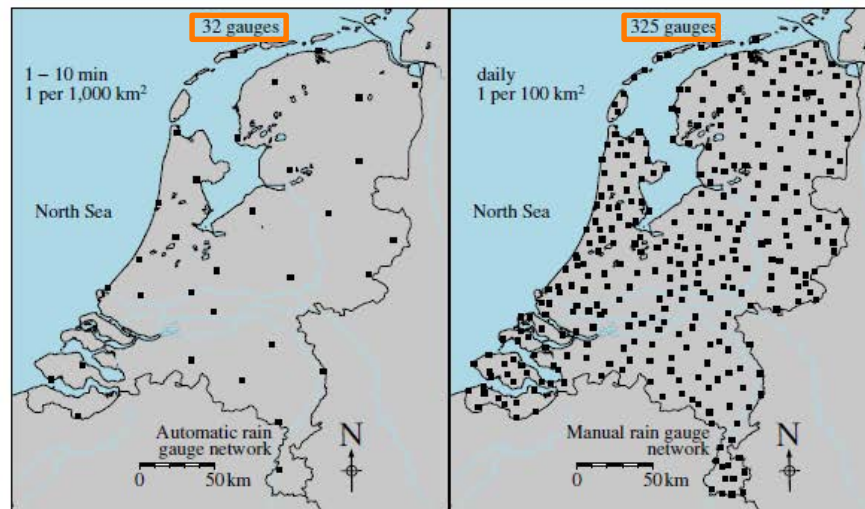 32 gauges
1 – 10 min
1 per 1,000 km²
North Sea
Automatic rain
gauge network
0 50 km
N
325 gauges
daily
1 per 100 km²
North Sea
Manual rain gauge
network
0 50 km
N